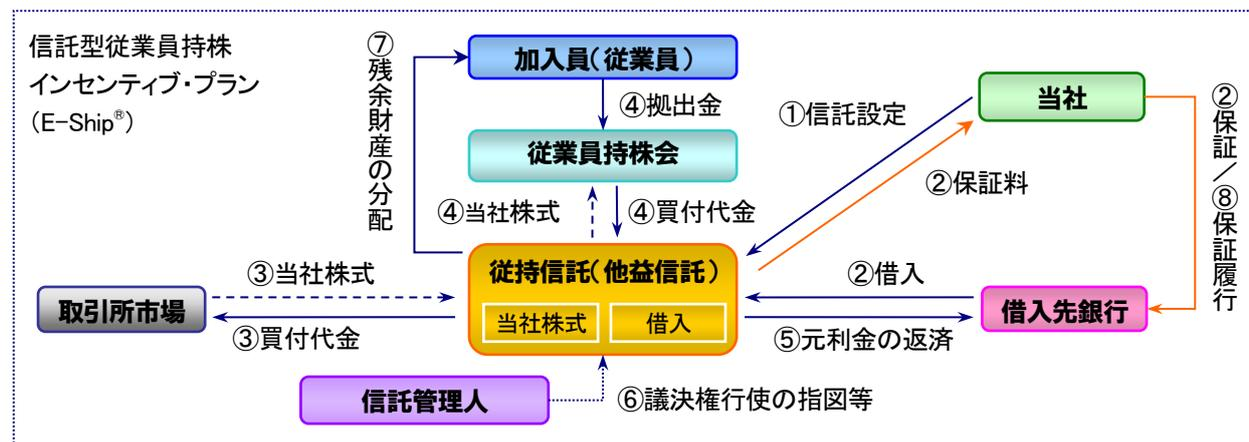 信託型従業員持株
インセンティブ・プラン
（E-Ship®）
⑦残余財産の分配
加入員（従業員）
④拠出金
従業員持株会
④当社株式
④買付代金
①信託設定
当社
②保証料
②保証／⑧保証履行
従持信託（他益信託）
当社株式
借入
③当社株式
取引所市場
③買付代金
②借入
借入先銀行
⑤元利金の返済
信託管理人
⑥議決権行使の指図等